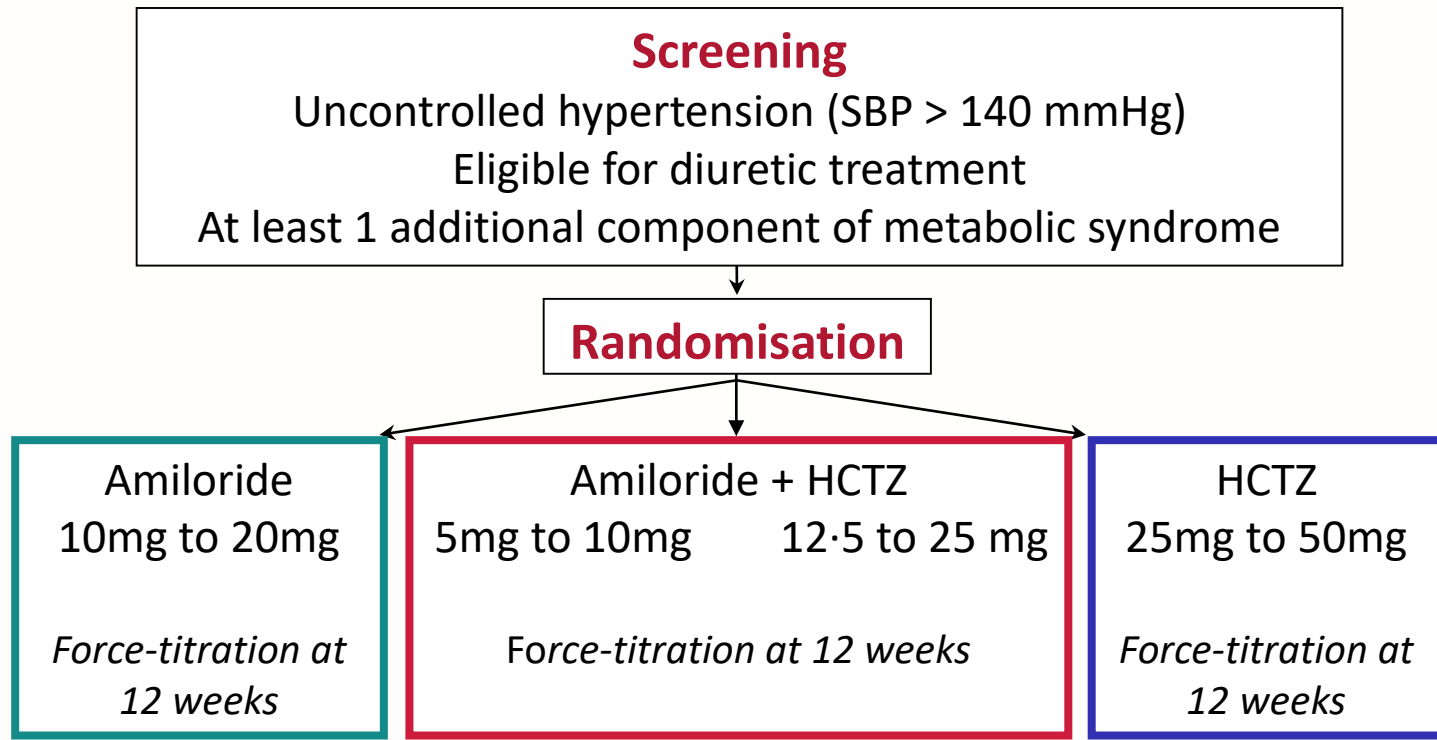 Screening
Uncontrolled hypertension (SBP > 140 mmHg)
Eligible for diuretic treatment
At least 1 additional component of metabolic syndrome
Randomisation
Amiloride
10mg to 20mg
Force-titration at
12 weeks
Amiloride + HCTZ
5mg to 10mg 12·5 to 25 mg
Force-titration at 12 weeks
HCTZ
25mg to 50mg
Force-titration at
12 weeks